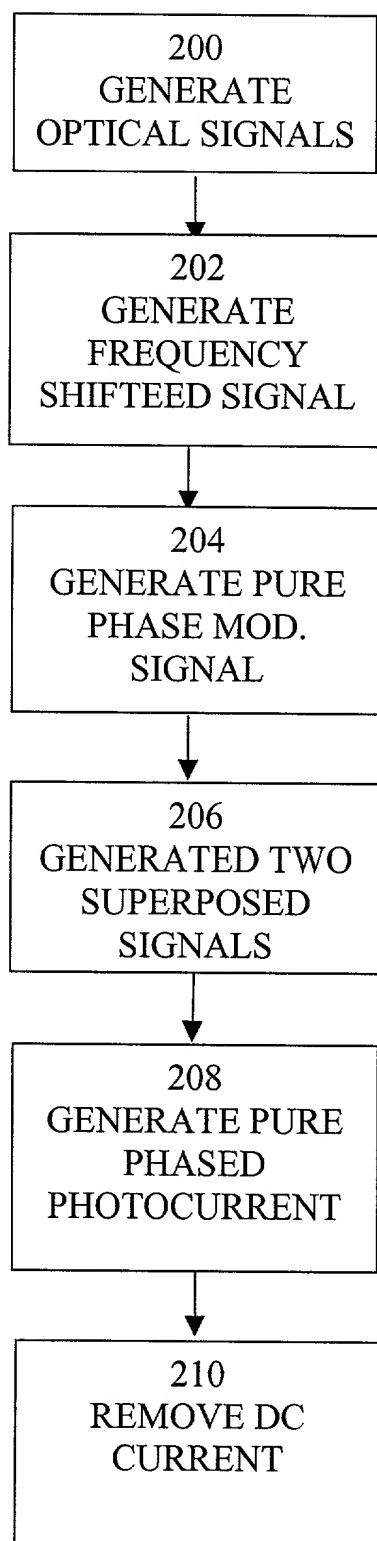 200
GENERATE
OPTICAL SIGNALS
202
GENERATE
FREQUENCY
SHIFTEED SIGNAL
204
GENERATE PURE
PHASE MOD.
SIGNAL
206
GENERATED TWO
SUPERPOSED
SIGNALS
208
GENERATE PURE
PHASED
PHOTOCURRENT
210
REMOVE DC
CURRENT